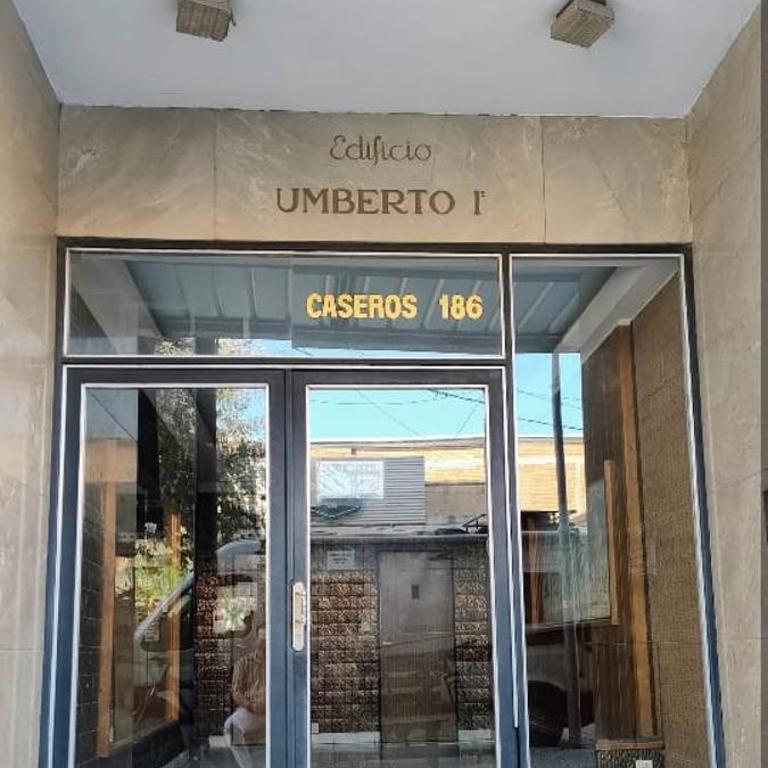 Edificio
UMBERTO Iº
CASEROS 186